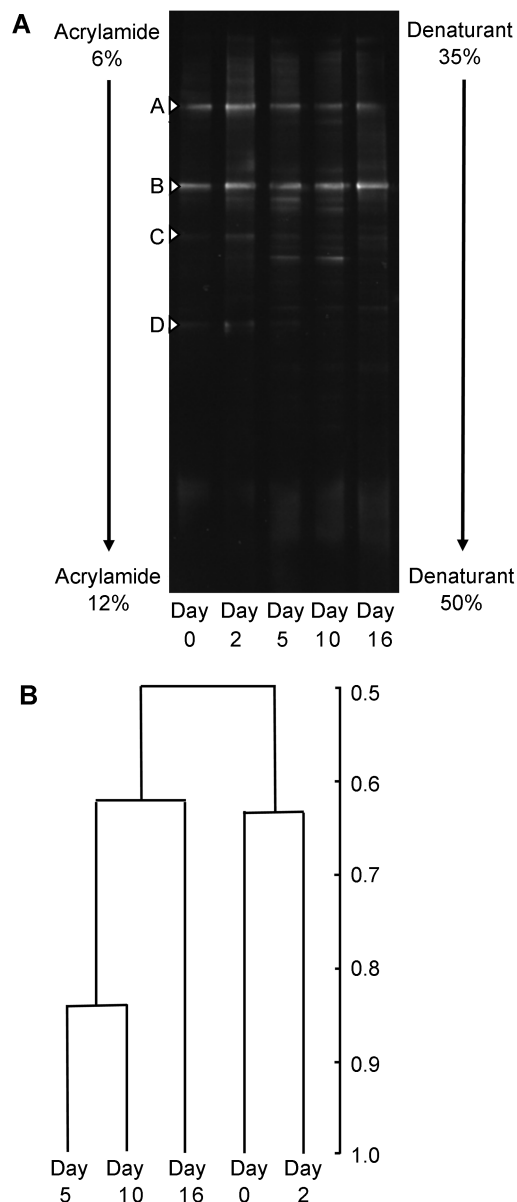 A
Acrylamide
6%
Denaturant
35%
A
B
C
D
Acrylamide
12%
Denaturant
50%
Day Day Day Day Day
0 2 5 10 16
B
0.5
0.6
0.7
0.8
0.9
1.0
Day Day Day Day Day
5 10 16 0 2